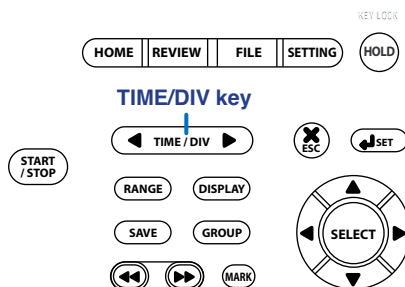 KEY LOCK
HOME REVIEW FILE SETTING HOLD
TIME/DIV key
TIME / DIV
ESC
SET
START
/ STOP
RANGE DISPLAY
SAVE GROUP
SELECT
MARK